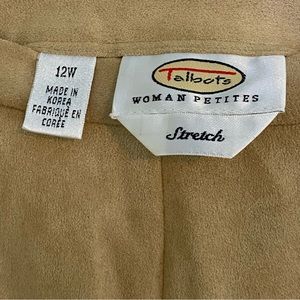 12W
MADE IN
KOREA
FABRIQUÉ EN
CORÉE
Talbots
WOMAN PETITES
Stretch